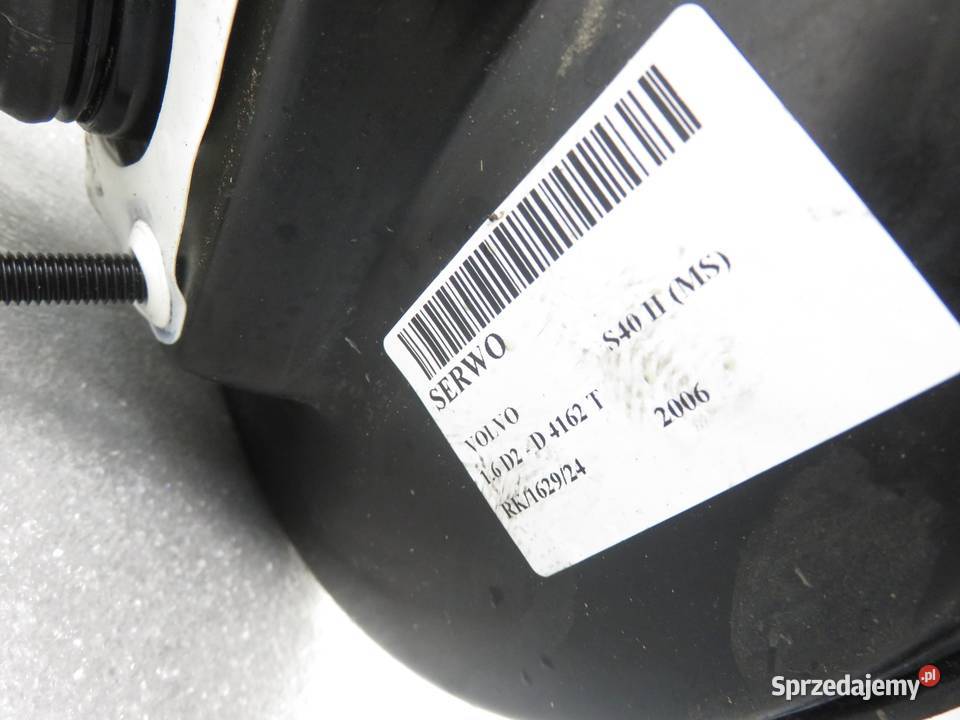 SERWO
VOLVO S40 II (MS)
1.6 D2 - D 4162 T 2006
RK/1629/24
Sprzedajemy.pl